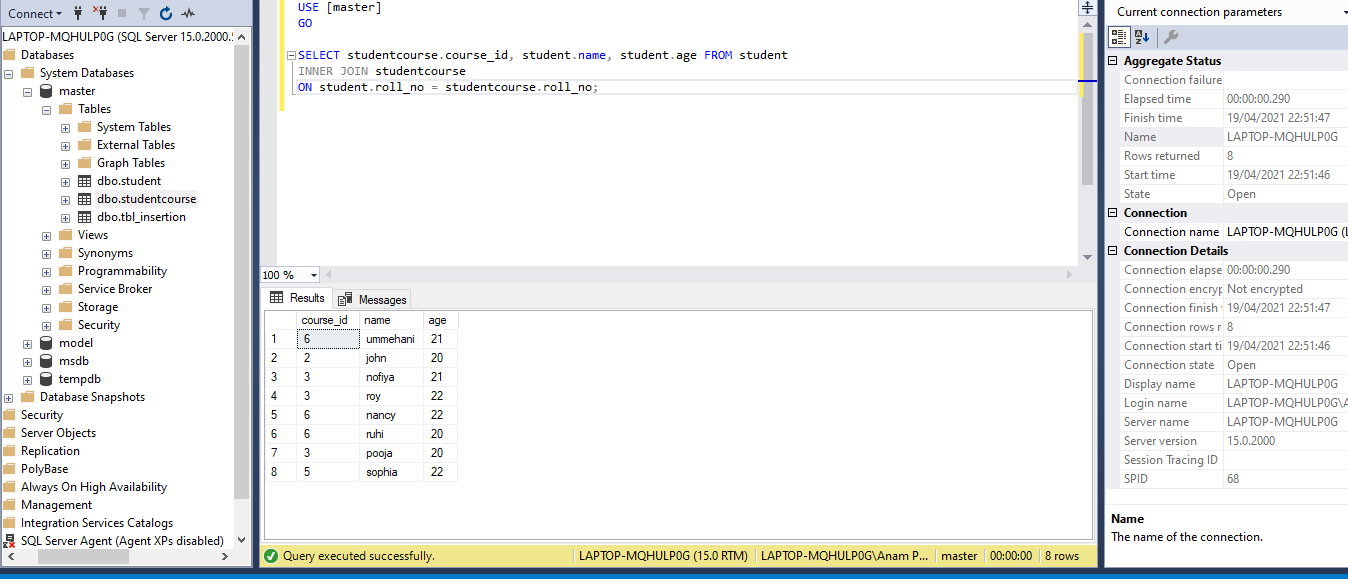 Connect
LAPTOP-MQHULP0G (SQL Server 15.0.2000.
Databases
System Databases
master
Tables
System Tables
External Tables
Graph Tables
dbo.student
dbo.studentcourse
dbo.tbl_insertion
Views
Synonyms
Programmability
Service Broker
Storage
Security
model
msdb
tempdb
Database Snapshots
Security
Server Objects
Replication
PolyBase
Always On High Availability
Management
Integration Services Catalogs
SQL Server Agent (Agent XPs disabled)
USE [master]
GO
SELECT studentcourse.course_id, student.name, student.age FROM student
INNER JOIN studentcourse
ON student.roll_no = studentcourse.roll_no;
100 %
Results Messages
course_id name age
1 6 ummehani 21
2 2 john 20
3 3 nofiya 21
4 3 roy 22
5 6 nancy 22
6 6 ruhi 20
7 3 pooja 20
8 5 sophia 22
Query executed successfully. LAPTOP-MQHULP0G (15.0 RTM) LAPTOP-MQHULP0G\Anam P... master 00:00:00 8 rows
Current connection parameters
Aggregate Status
Connection failure
Elapsed time 00:00:00.290
Finish time 19/04/2021 22:51:47
Name LAPTOP-MQHULP0G
Rows returned 8
Start time 19/04/2021 22:51:46
State Open
Connection
Connection name LAPTOP-MQHULP0G (
Connection Details
Connection elapse 00:00:00.290
Connection encryp Not encrypted
Connection finish 19/04/2021 22:51:47
Connection rows r 8
Connection start ti 19/04/2021 22:51:46
Connection state Open
Display name LAPTOP-MQHULP0G
Login name LAPTOP-MQHULP0G\A
Server name LAPTOP-MQHULP0G
Server version 15.0.2000
Session Tracing ID
SPID 68
Name
The name of the connection.